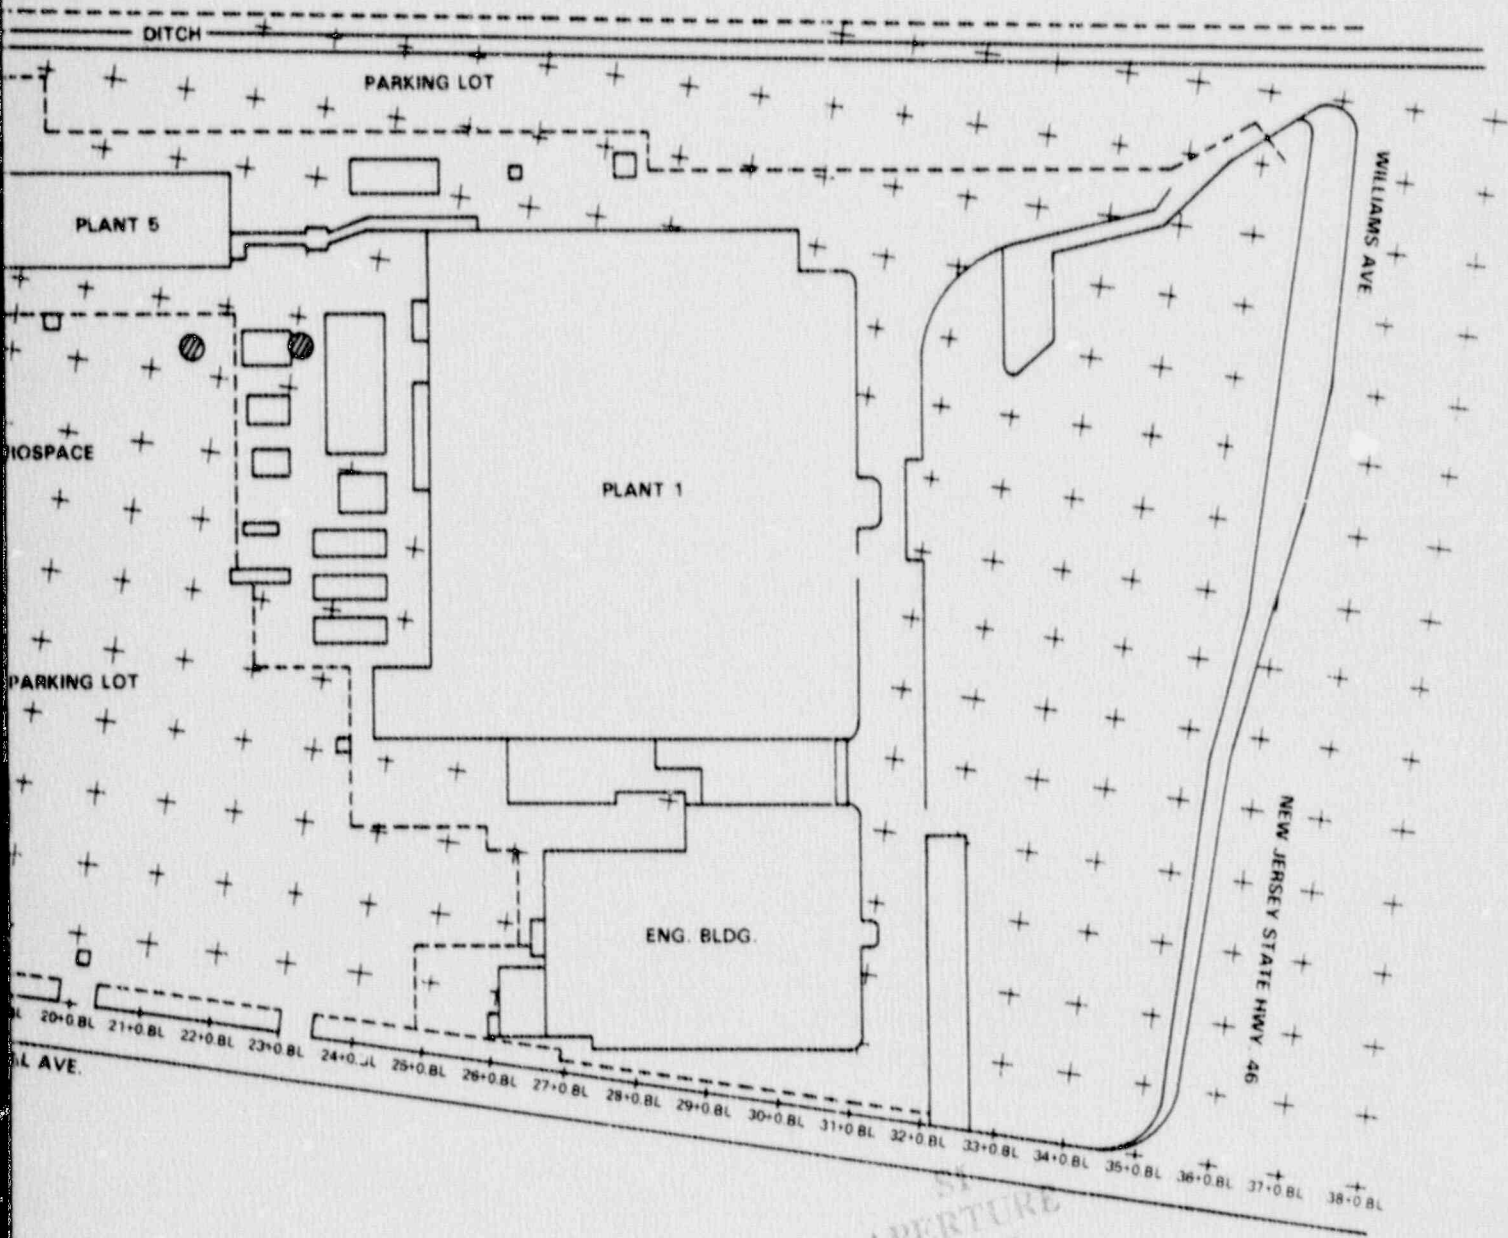 DITCH
PARKING LOT
PLANT 5
WILLIAMS AVE
IOSPACE
PLANT 1
PARKING LOT
NEW JERSEY STATE HWY. 46
ENG. BLDG.
20+0.BL
21+0.BL
22+0.BL
23+0.BL
24+0.BL
25+0.BL
26+0.BL
27+0.BL
28+0.BL
29+0.BL
30+0.BL
31+0.BL
32+0.BL
33+0.BL
34+0.BL
35+0.BL
36+0.BL
37+0.BL
38+0.BL
AL AVE.
SI
APERTURE